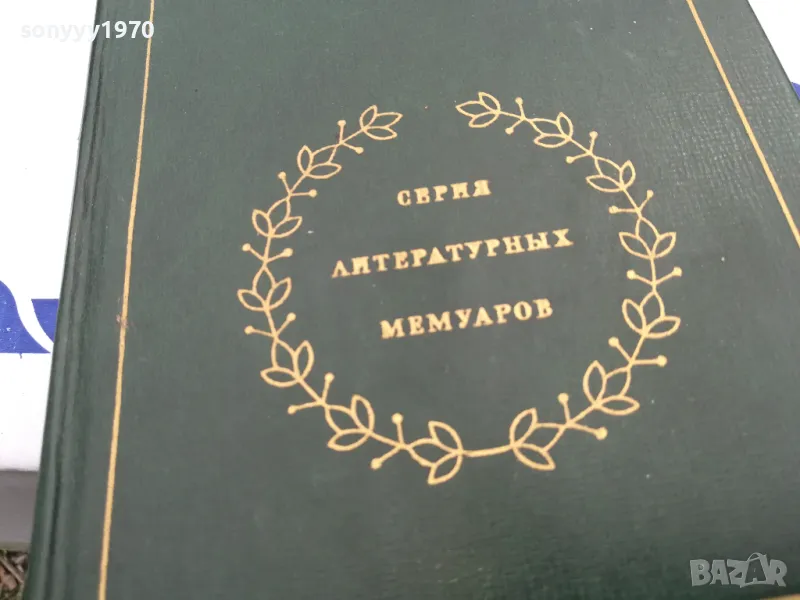 sonyyy1970
СЕРИЯ
ЛИТЕРАТУРНЫХ
МЕМУАРОВ
BAZAR